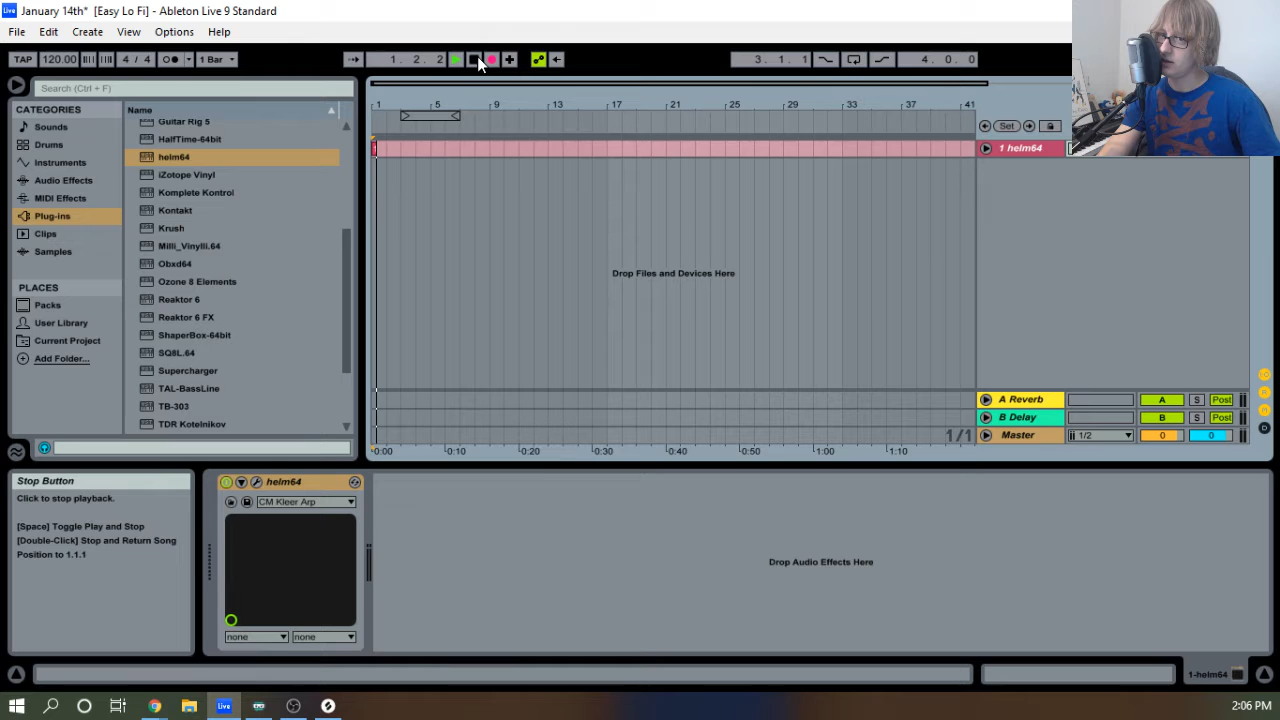 Live January 14th* [Easy Lo Fi] - Ableton Live 9 Standard
File Edit Create View Options Help
TAP 120.00 4 / 4 1 Bar 1. 2. 2 3. 1. 1 4. 0. 0
Search (Ctrl + F)
CATEGORIES
Sounds
Drums
Instruments
Audio Effects
MIDI Effects
Plug-ins
Clips
Samples
PLACES
Packs
User Library
Current Project
Add Folder...
Name
Guitar Rig 5
HalfTime-64bit
helm64
iZotope Vinyl
Komplete Kontrol
Kontakt
Krush
Milli_Vinylli.64
Obxd64
Ozone 8 Elements
Reaktor 6
Reaktor 6 FX
ShaperBox-64bit
SQ8L.64
Supercharger
TAL-BassLine
TB-303
TDR Kotelnikov
1 5 9 13 17 21 25 29 33 37 41
Set
1 helm64
Drop Files and Devices Here
A Reverb A S Post
B Delay B S Post
1/1 Master 1/2 0 0
0:00 0:10 0:20 0:30 0:40 0:50 1:00 1:10
Stop Button
Click to stop playback.
[Space] Toggle Play and Stop
[Double-Click] Stop and Return Song
Position to 1.1.1
helm64
CM Kleer Arp
none none
Drop Audio Effects Here
1-helm64
Live
2:06 PM